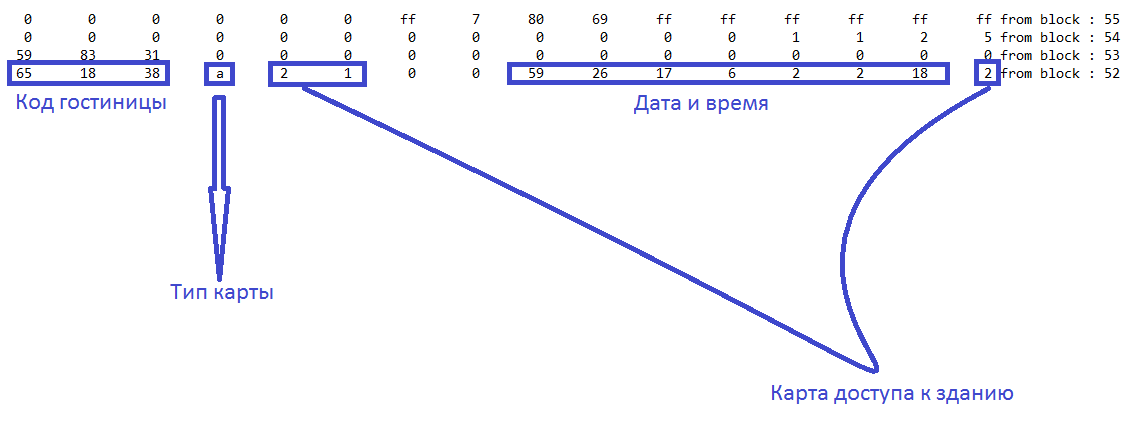 0 0 0 0 0 0 ff 7 80 69 ff ff ff ff ff ff from block : 55
0 0 0 0 0 0 0 0 0 0 0 0 1 1 2 5 from block : 54
59 83 31 0 0 0 0 0 0 0 0 0 0 0 0 0 from block : 53
65 18 38 a 2 1 0 0 59 26 17 6 2 2 18 2 from block : 52
Код гостиницы
Дата и время
Тип карты
Карта доступа к зданию